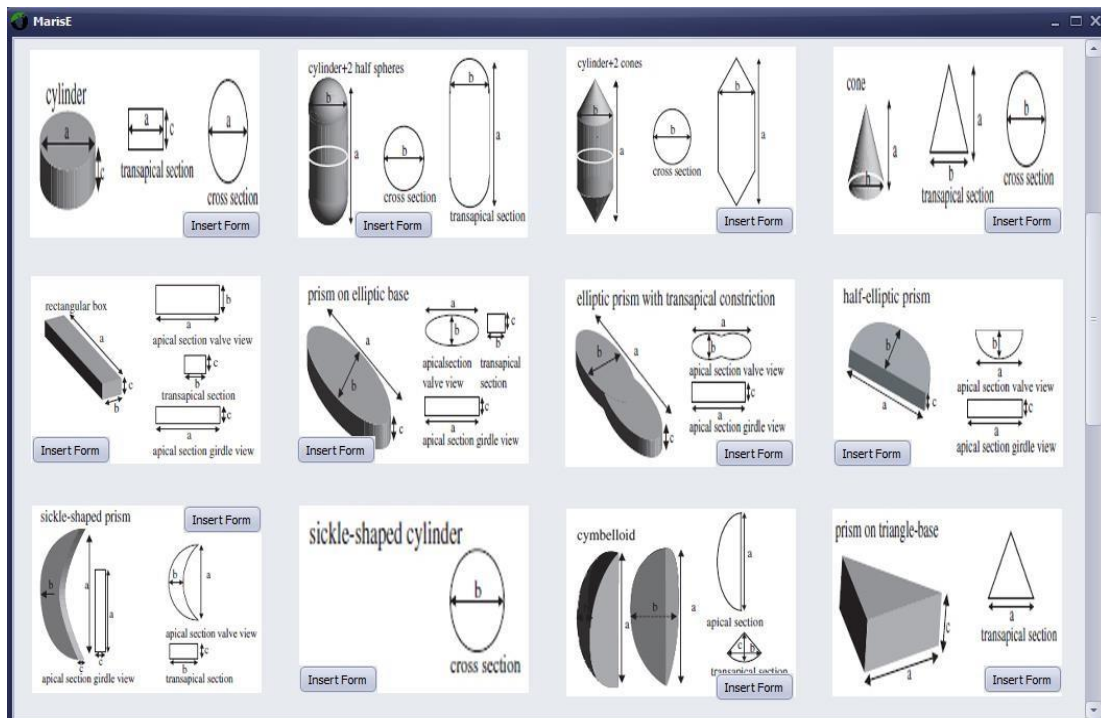 MarisE
cylinder
a
c
a
c
transapical section
a
cross section
Insert Form
cylinder+2 half spheres
b
a
b
cross section
b
a
transapical section
Insert Form
cylinder+2 cones
b
a
b
cross section
b
a
Insert Form
cone
a
b
a
b
transapical section
b
cross section
Insert Form
rectangular box
a
b
c
b
a
apical section valve view
c
b
transapical section
c
a
apical section girdle view
Insert Form
prism on elliptic base
a
b
c
a
b
apicalsection
valve view
c
b
transapical
section
c
a
apical section girdle view
Insert Form
elliptic prism with transapical constriction
a
b
c
a
b
apical section valve view
c
a
apical section girdle view
Insert Form
half-elliptic prism
b
a
c
b
a
apical section valve view
c
a
apical section girdle view
Insert Form
sickle-shaped prism
Insert Form
b
a
c
a
c
apical section girdle view
b
a
apical section valve view
c
b
transapical section
sickle-shaped cylinder
b
cross section
Insert Form
cymbelloid
a
b
a
a
apical section
c
b
transapical section
Insert Form
prism on triangle-base
c
a
a
transapical section
Insert Form